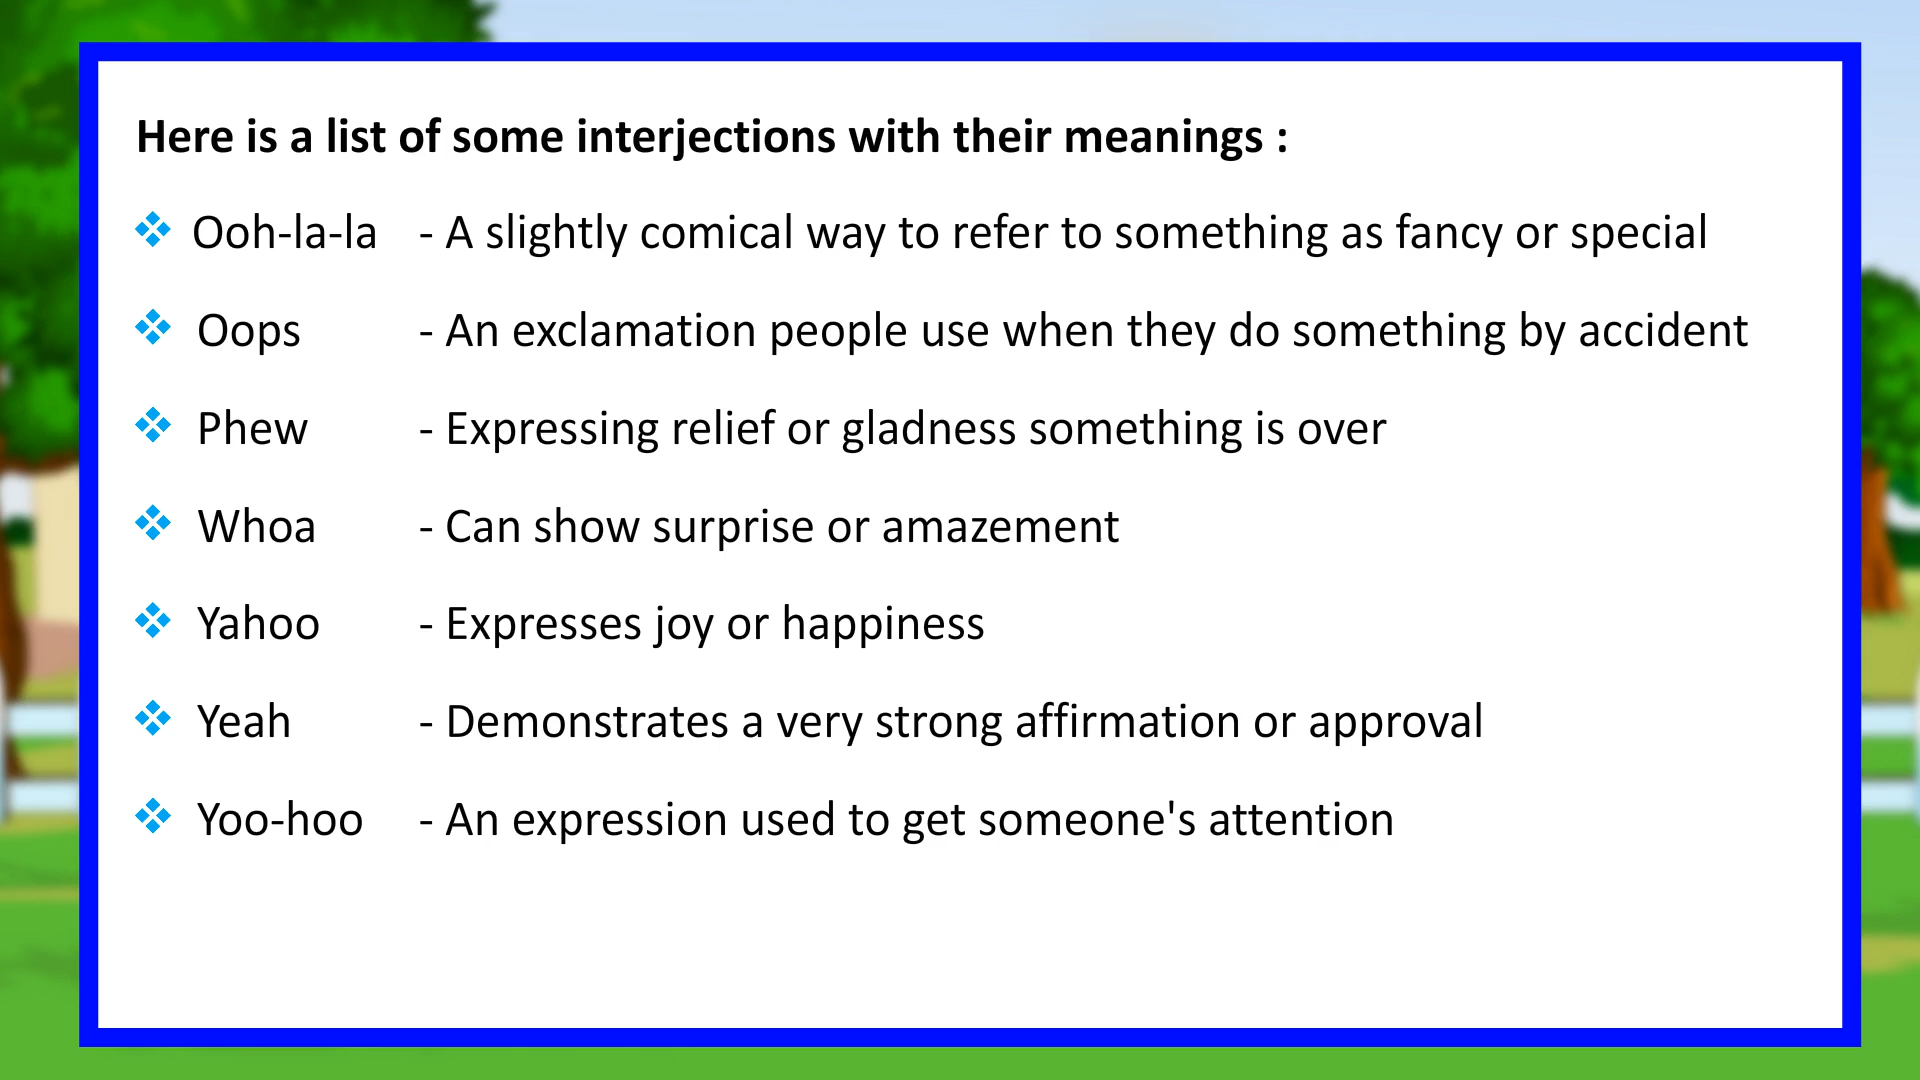 Here is a list of some interjections with their meanings :
❖ Ooh-la-la - A slightly comical way to refer to something as fancy or special
❖ Oops - An exclamation people use when they do something by accident
❖ Phew - Expressing relief or gladness something is over
❖ Whoa - Can show surprise or amazement
❖ Yahoo - Expresses joy or happiness
❖ Yeah - Demonstrates a very strong affirmation or approval
❖ Yoo-hoo - An expression used to get someone's attention